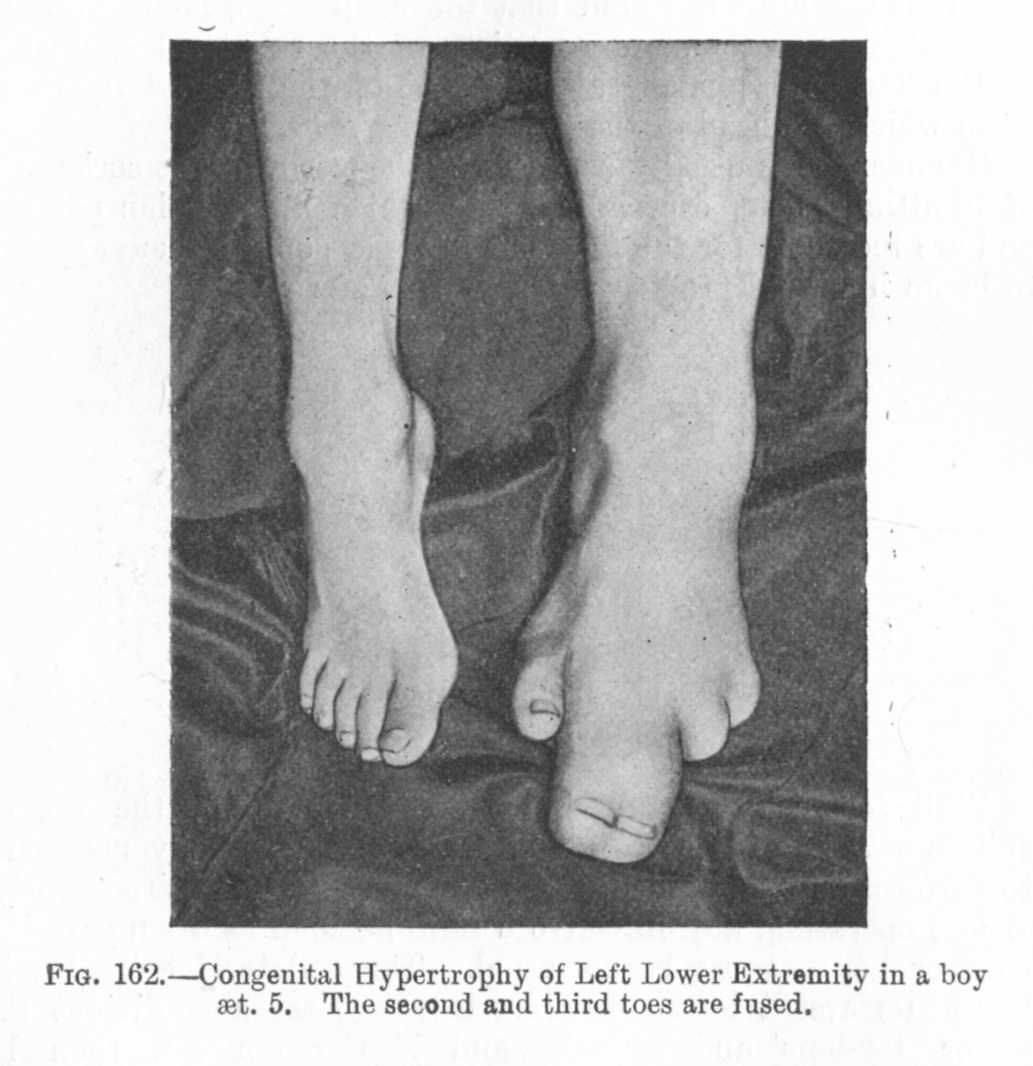 FIG. 162.—Congenital Hypertrophy of Left Lower Extremity in a boy
æt. 5. The second and third toes are fused.